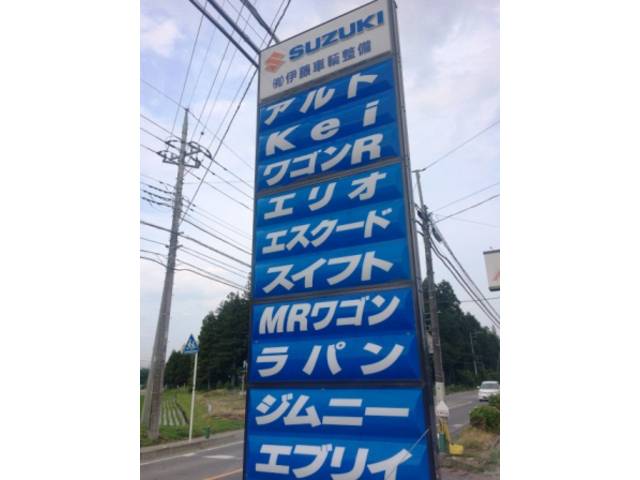 SUZUKI
㈲伊藤車輌整備
アルト
Kei
ワゴンR
エリオ
エスクード
スイフト
MRワゴン
ラパン
ジムニー
エブリイ